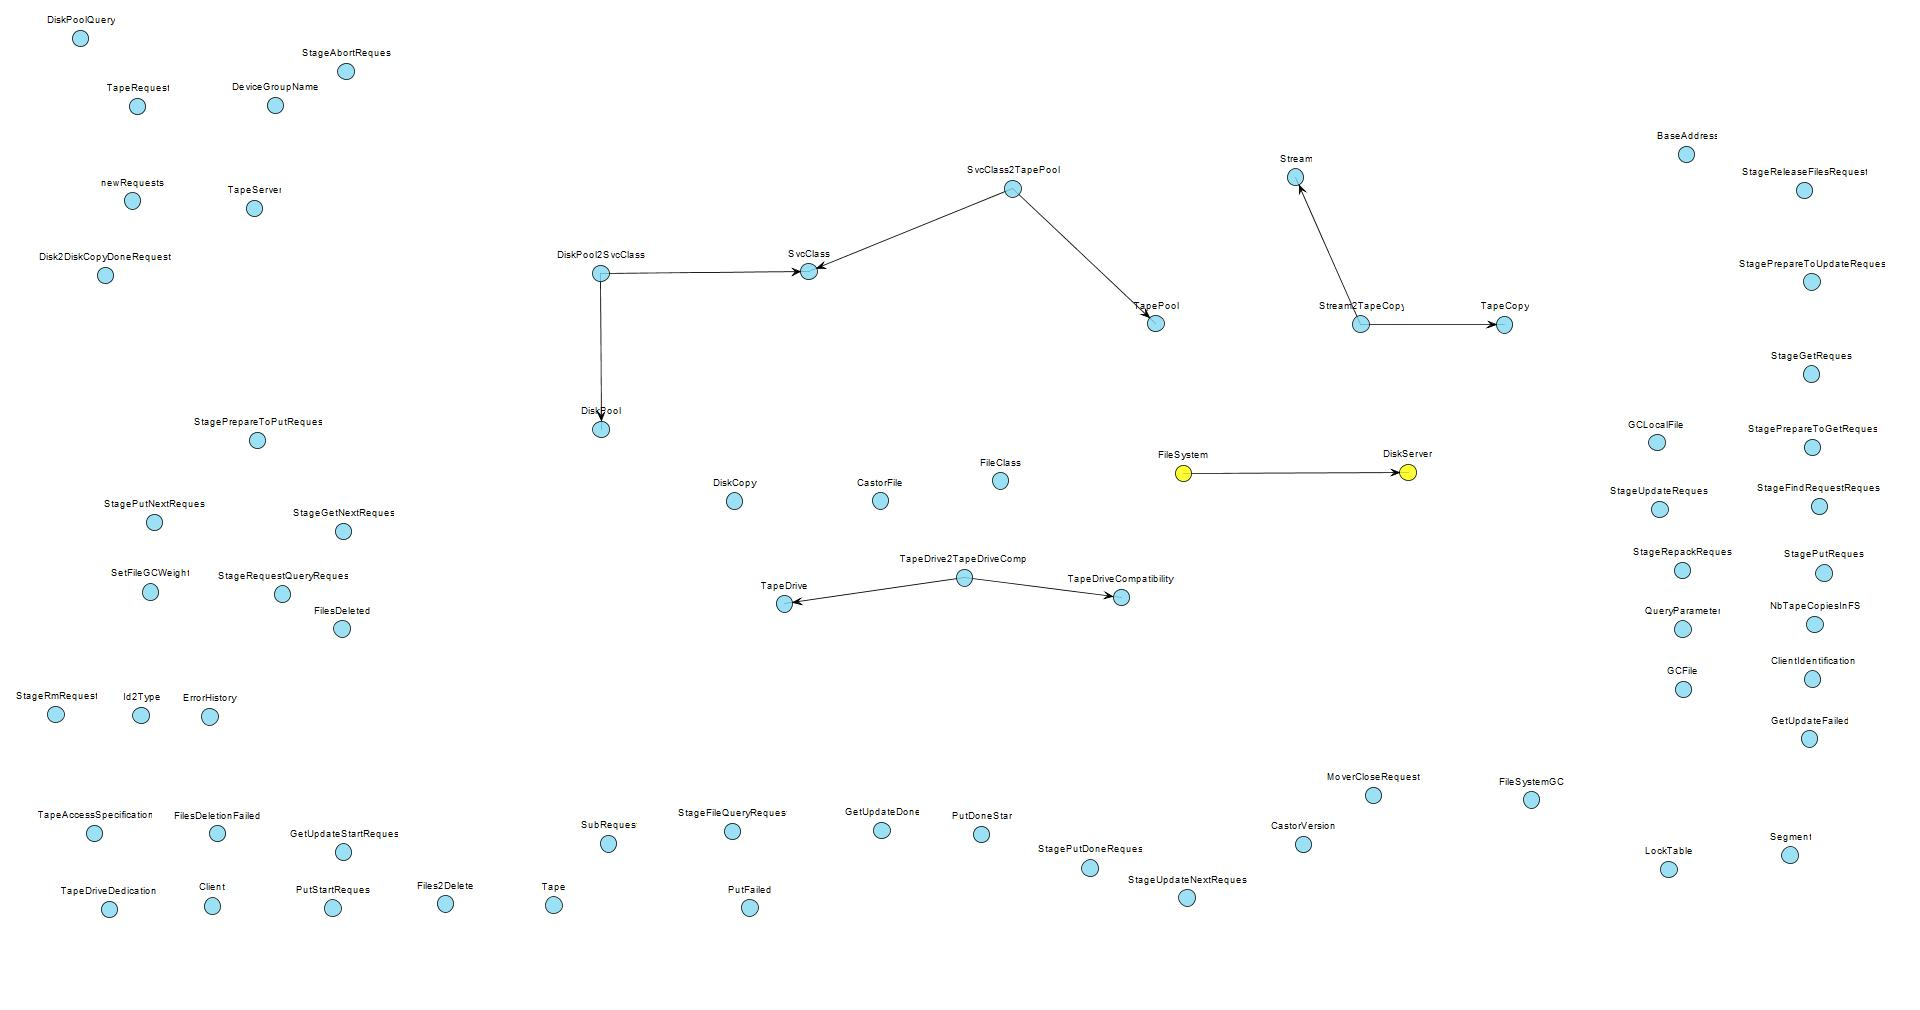 DiskPoolQuery
StageAbortReques
TapeRequest
DeviceGroupName
BaseAddress
Stream
SvcClass2TapePool
StageReleaseFilesRequest
newRequests
TapeServer
DiskPool2SvcClass
SvcClass
Disk2DiskCopyDoneRequest
StagePrepareToUpdateReques
TapePool
Stream2TapeCopy
TapeCopy
StageGetReques
DiskPool
StagePrepareToPutReques
GCLocalFile
StagePrepareToGetReques
FileSystem
DiskServer
FileClass
DiskCopy
CastorFile
StageUpdateReques
StageFindRequestReques
StagePutNextReques
StageGetNextReques
StageRepackReques
StagePutReques
TapeDrive2TapeDriveComp
SetFileGCWeight
StageRequestQueryReques
TapeDrive
TapeDriveCompatibility
FilesDeleted
QueryParameter
NbTapeCopiesInFS
GCFile
ClientIdentification
StageRmRequest
Id2Type
ErrorHistory
GetUpdateFailed
MoverCloseRequest
FileSystemGC
TapeAccessSpecification
FilesDeletionFailed
GetUpdateStartReques
SubReques
StageFileQueryReques
GetUpdateDone
PutDoneStar
CastorVersion
StagePutDoneReques
LockTable
Segment
TapeDriveDedication
Client
PutStartReques
Files2Delete
Tape
PutFailed
StageUpdateNextReques